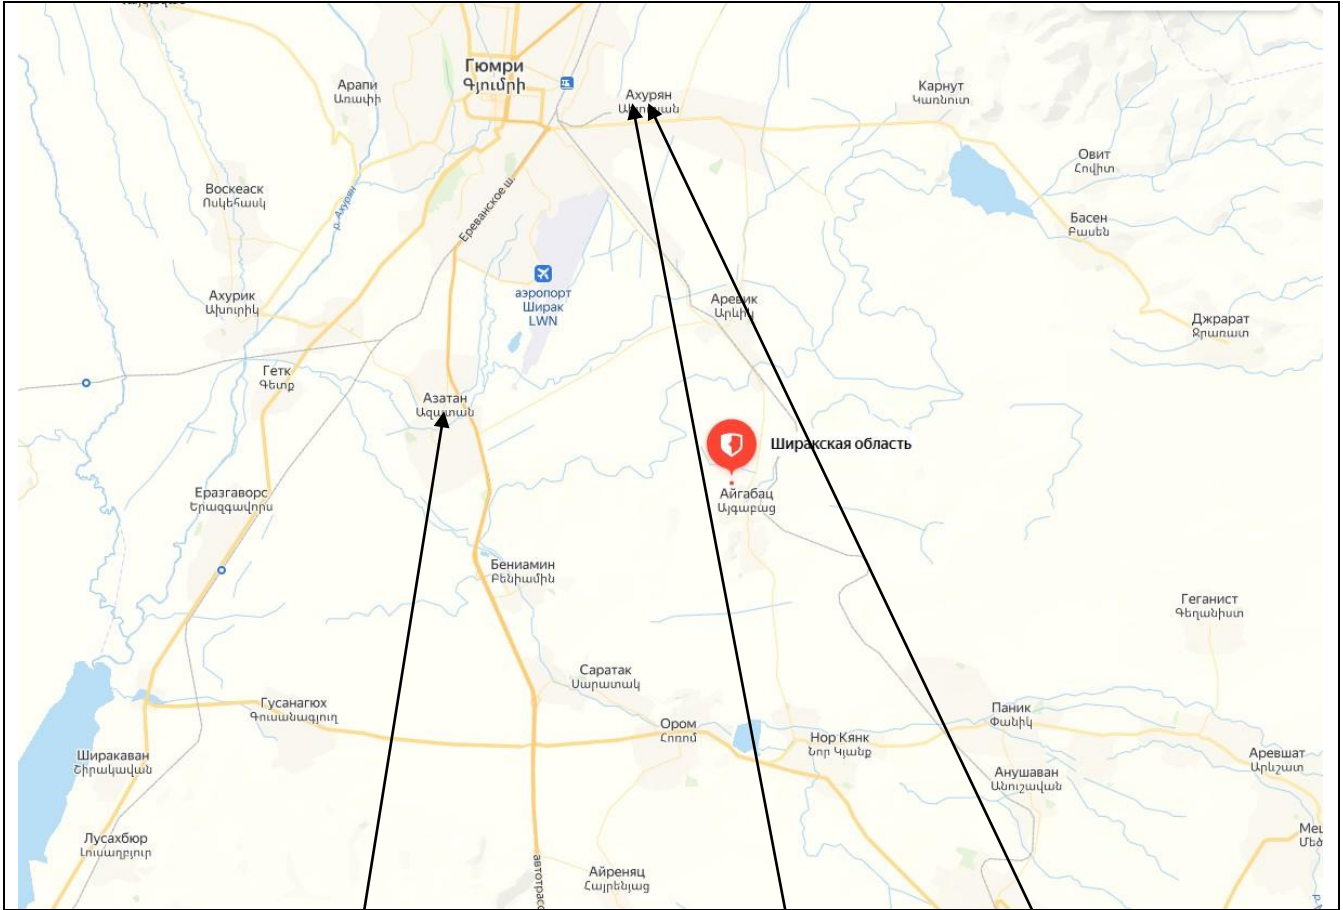 Гюмри
Գյումրի
Арапи
Առափի
Ахурян
Карнут
Կառնուտ
Овит
Հովիտ
Воскеаск
Ոսկեհասկ
р. Ахурян
Ереванское ш.
Басен
Բասեն
аэропорт
Ширак
LWN
Ахурик
Ախուրիկ
Аревик
Արևիկ
Джрарат
Ջրառատ
Гетк
Գետք
Азатан
Ազատան
Ширакская область
Еразгаворс
Երազգավորս
Айгабац
Այգաբաց
Бениамин
Բենիամին
Геганист
Գեղանիստ
Саратак
Սարատակ
Гусанагюх
Գուսանագյուղ
Ором
Հոռոմ
Паник
Փանիկ
Нор Кянк
Նոր Կյանք
Ширакаван
Շիրակավան
Анушаван
Անուշավան
Аревшат
Արևշատ
Лусахбюр
Լուսաղբյուր
Айреняц
Հայրենյաց